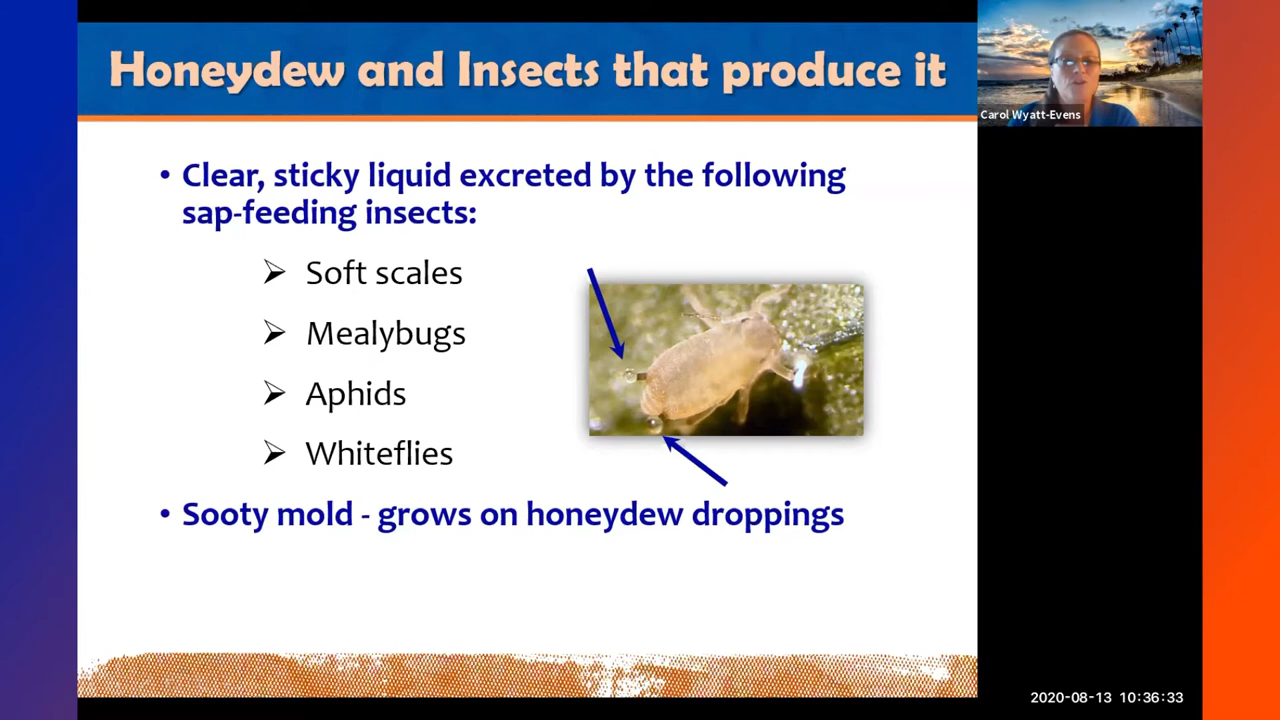 Honeydew and Insects that produce it
Carol Wyatt-Evens
• Clear, sticky liquid excreted by the following
sap-feeding insects:
➢ Soft scales
➢ Mealybugs
➢ Aphids
➢ Whiteflies
• Sooty mold - grows on honeydew droppings
2020-08-13 10:36:33